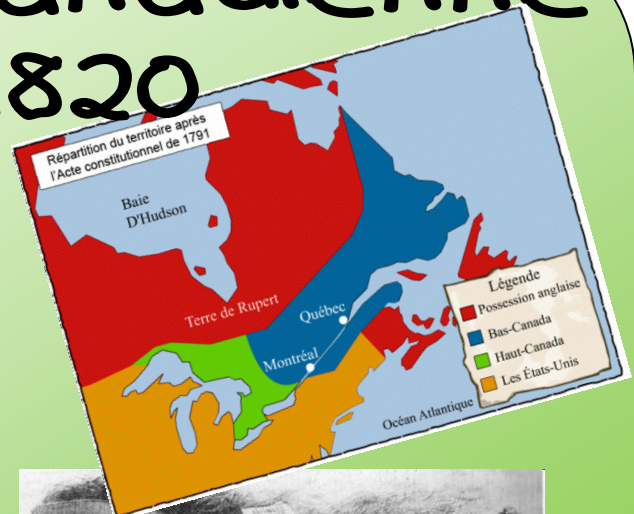 1820
Répartition du territoire après
l'Acte constitutionnel de 1791
Baie
D'Hudson
Terre de Rupert
Québec
Montréal
Océan Atlantique
Légende
Possession anglaise
Bas-Canada
Haut-Canada
Les États-Unis